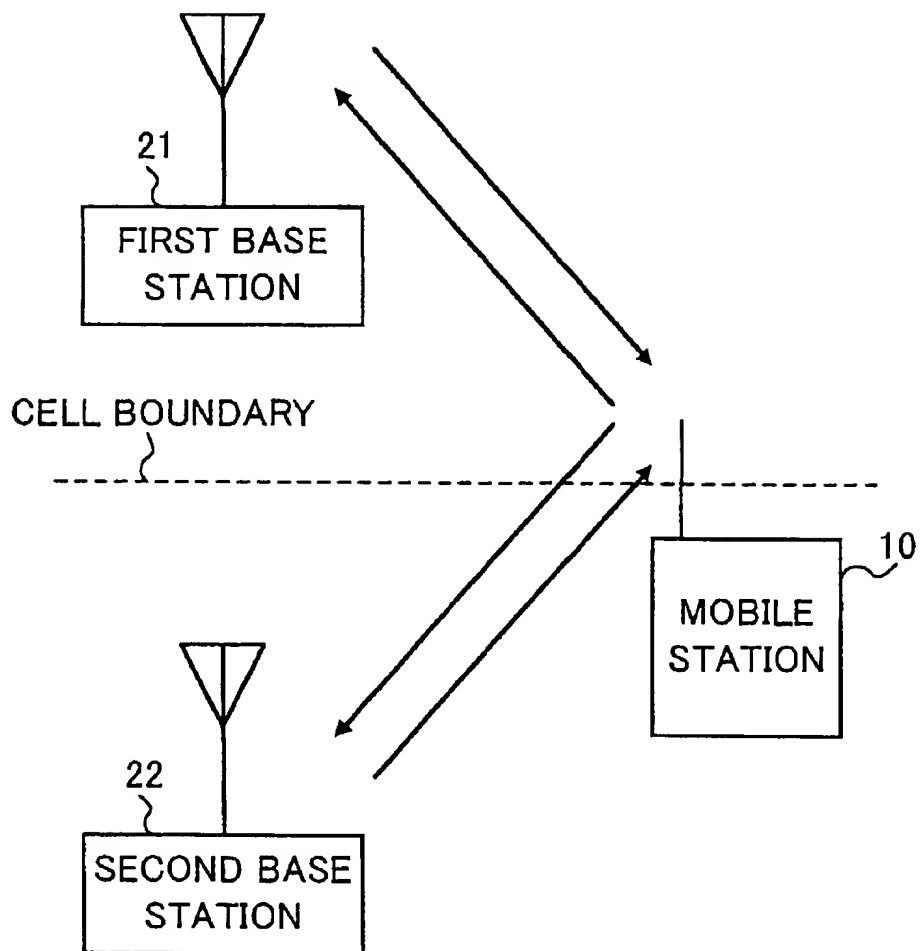 21
FIRST BASE
STATION
CELL BOUNDARY
10
MOBILE
STATION
22
SECOND BASE
STATION